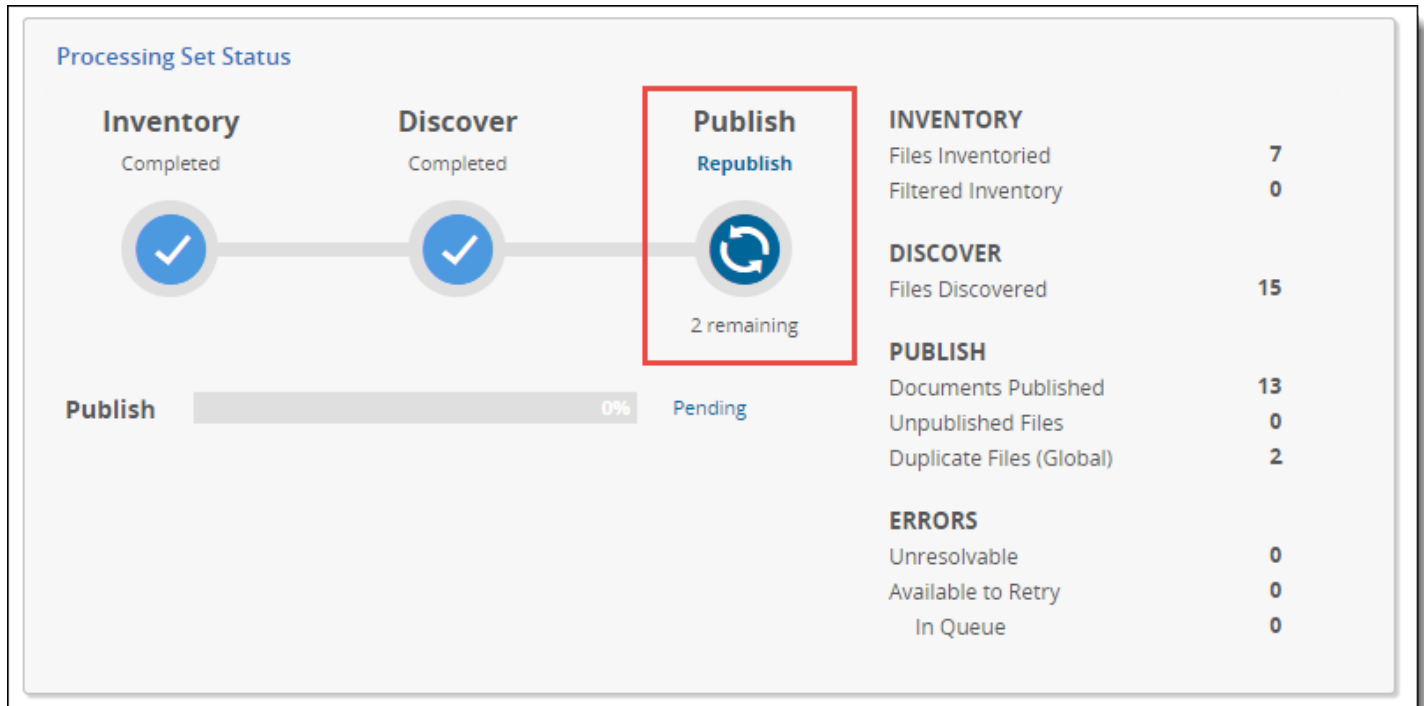 Processing Set Status
Inventory
Completed
Discover
Completed
Publish
Republish
2 remaining
Publish
0%
Pending
INVENTORY
Files Inventoried 7
Filtered Inventory 0
DISCOVER
Files Discovered 15
PUBLISH
Documents Published 13
Unpublished Files 0
Duplicate Files (Global) 2
ERRORS
Unresolvable 0
Available to Retry 0
In Queue 0